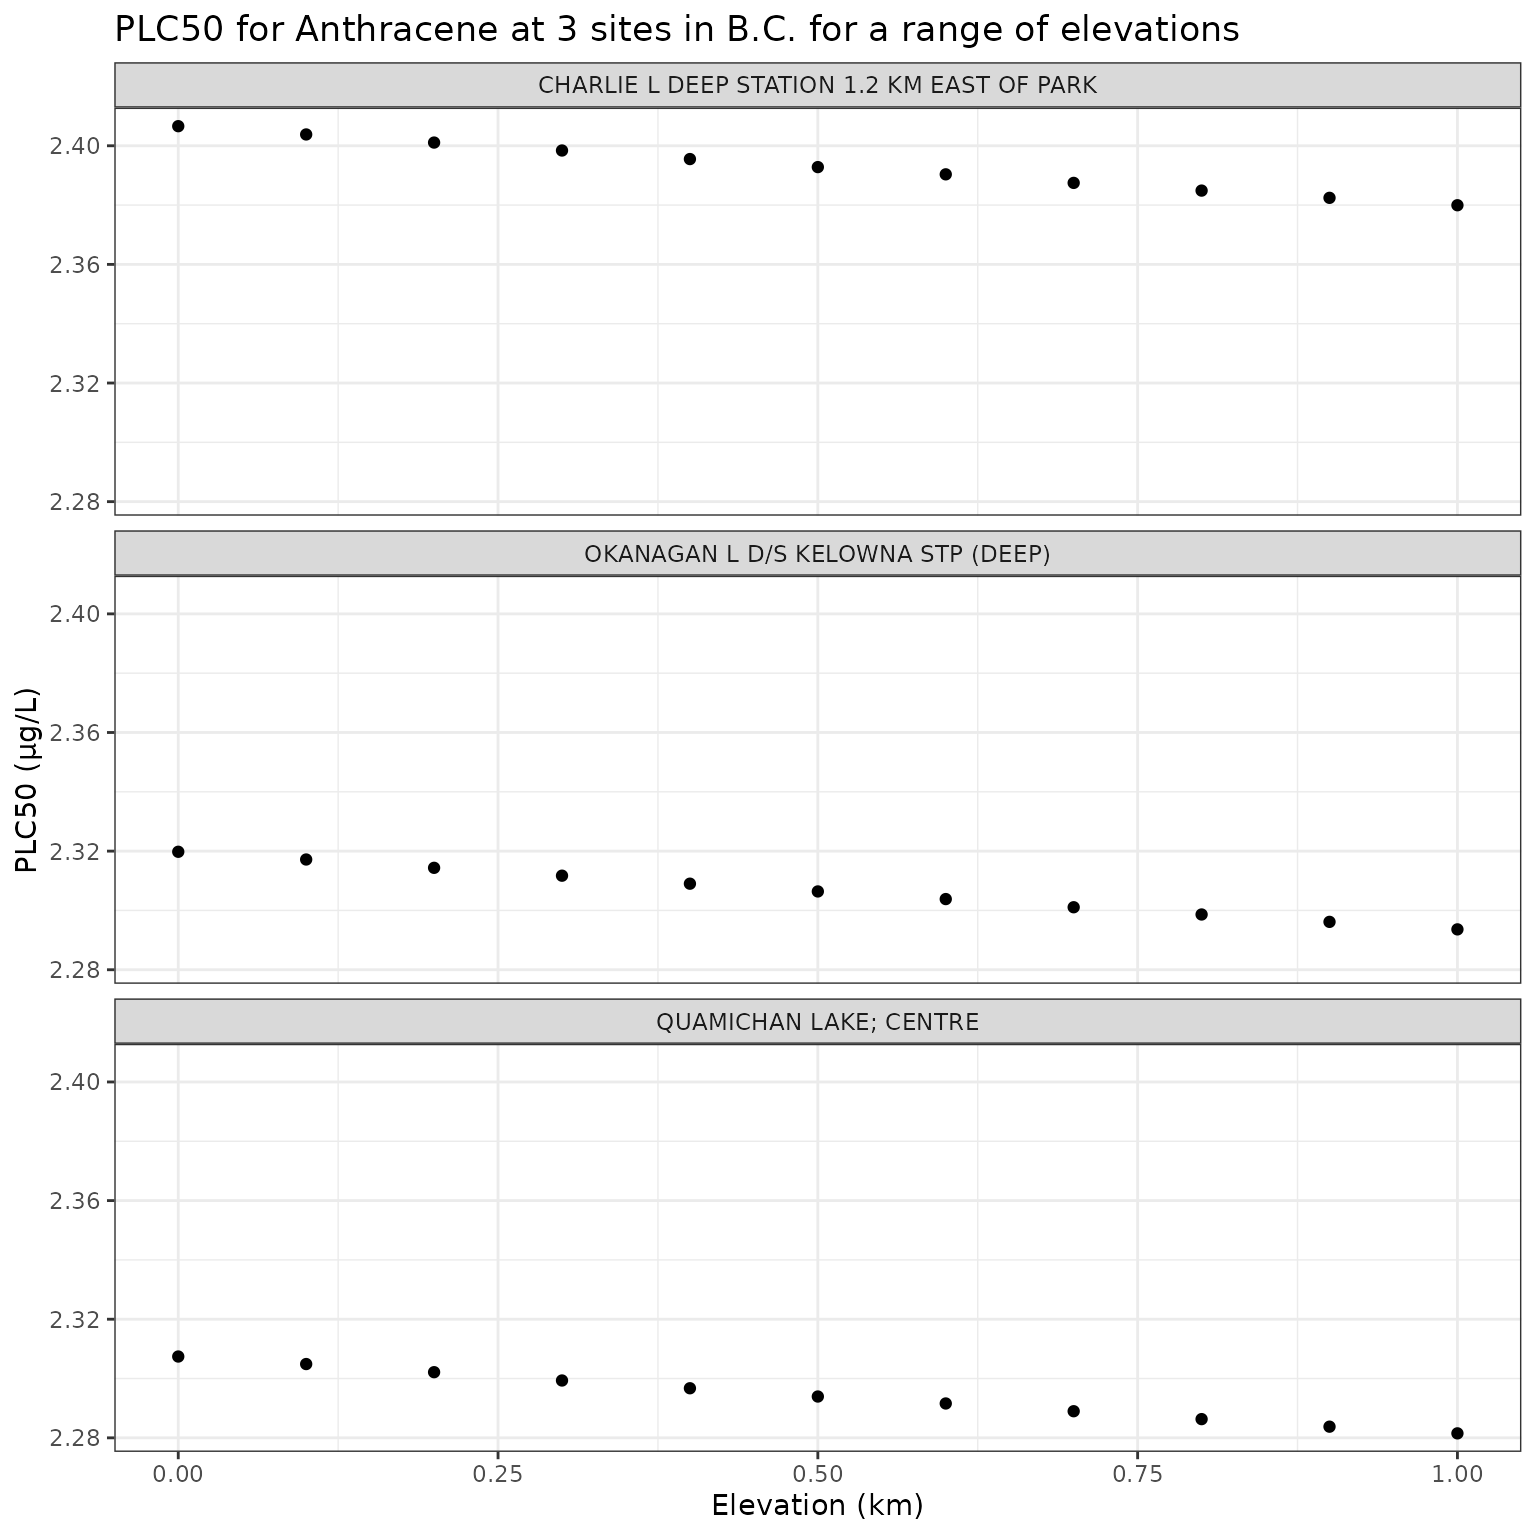 PLC50 for Anthracene at 3 sites in B.C. for a range of elevations
CHARLIE L DEEP STATION 1.2 KM EAST OF PARK
2.40
2.36
2.32
2.28
OKANAGAN L D/S KELOWNA STP (DEEP)
2.40
2.36
2.32
2.28
PLC50 (µg/L)
QUAMICHAN LAKE; CENTRE
2.40
2.36
2.32
2.28
0.00 0.25 0.50 0.75 1.00
Elevation (km)